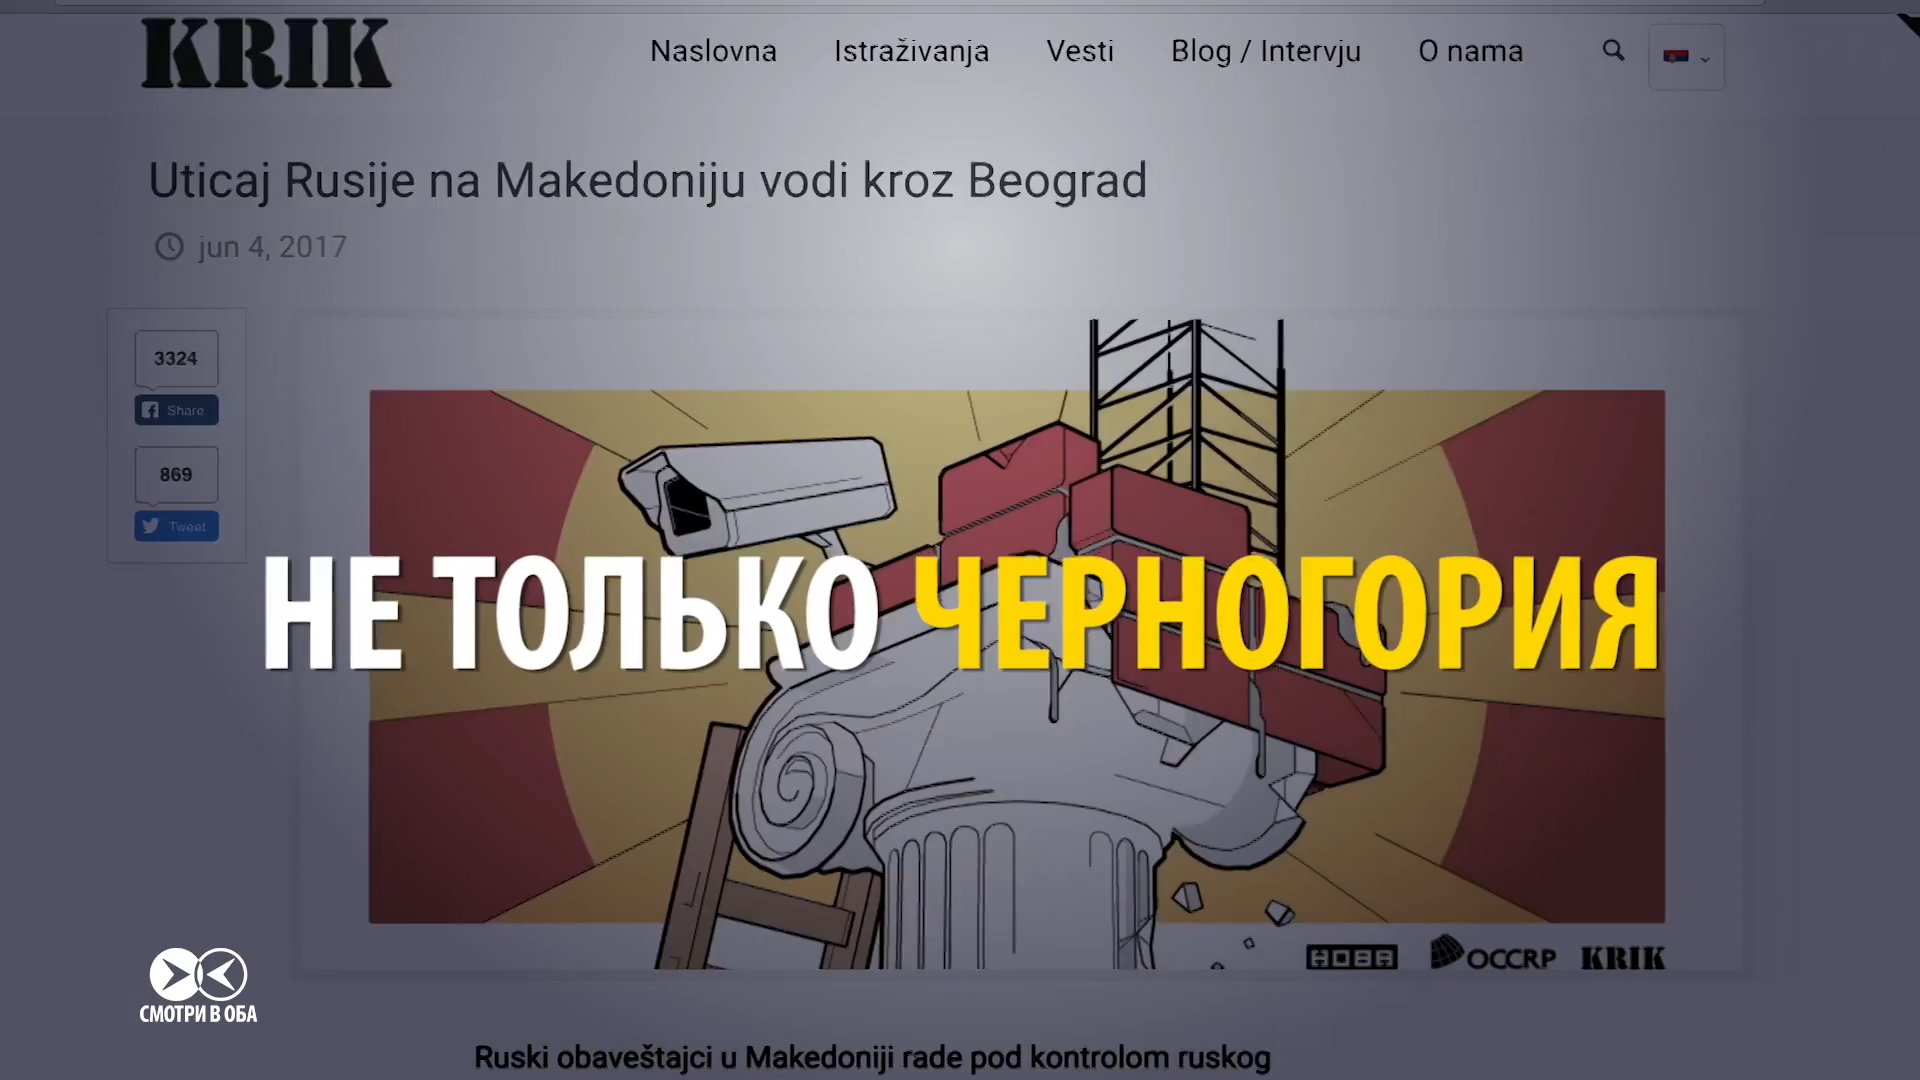 KRIK
Naslovna Istraživanja Vesti Blog / Intervju O nama
Uticaj Rusije na Makedoniju vodi kroz Beograd
jun 4, 2017
3324
Share
869
Tweet
НЕ ТОЛЬКО ЧЕРНОГОРИЯ
НОВА OCCRP KRIK
СМОТРИ В ОБА
Ruski obaveštajci u Makedoniji rade pod kontrolom ruskog